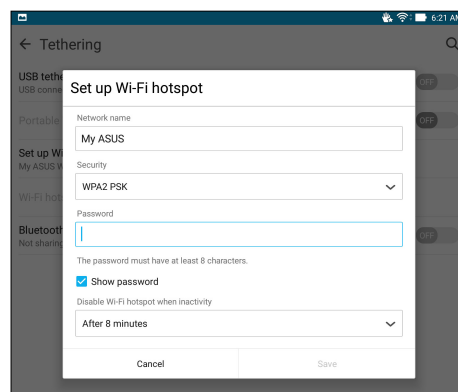 6:21 AM
Tethering
USB tethe
OFF
USB conne
Set up Wi-Fi hotspot
Network name
Portable
OFF
My ASUS
Set up Wi
Security
My ASUS W
WPA2 PSK
Wi-Fi hot
Password
Bluetooth
OFF
Not sharing
The password must have at least 8 characters.
Show password
Disable Wi-Fi hotspot when inactivity
After 8 minutes
Cancel
Save